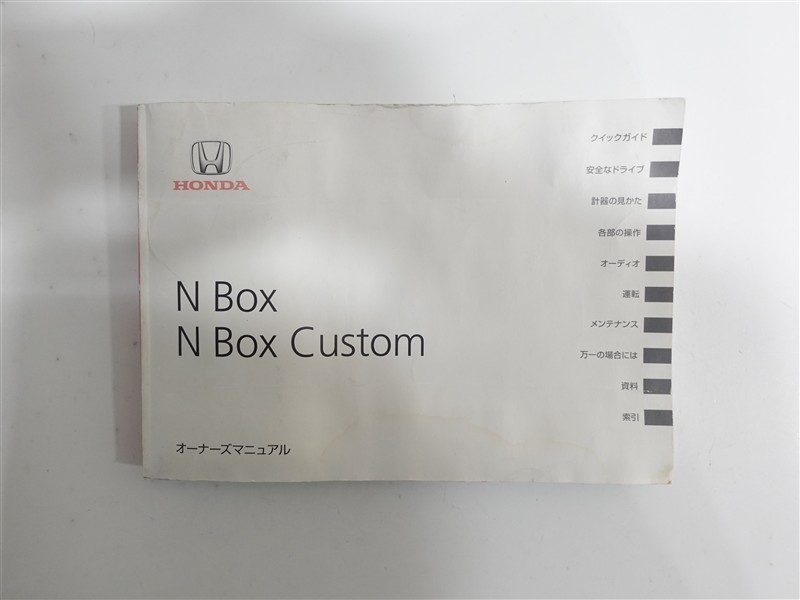 HONDA
N Box
N Box Custom
オーナーズマニュアル
クイックガイド
安全なドライブ
計器の見かた
各部の操作
オーディオ
運転
メンテナンス
万一の場合には
資料
索引